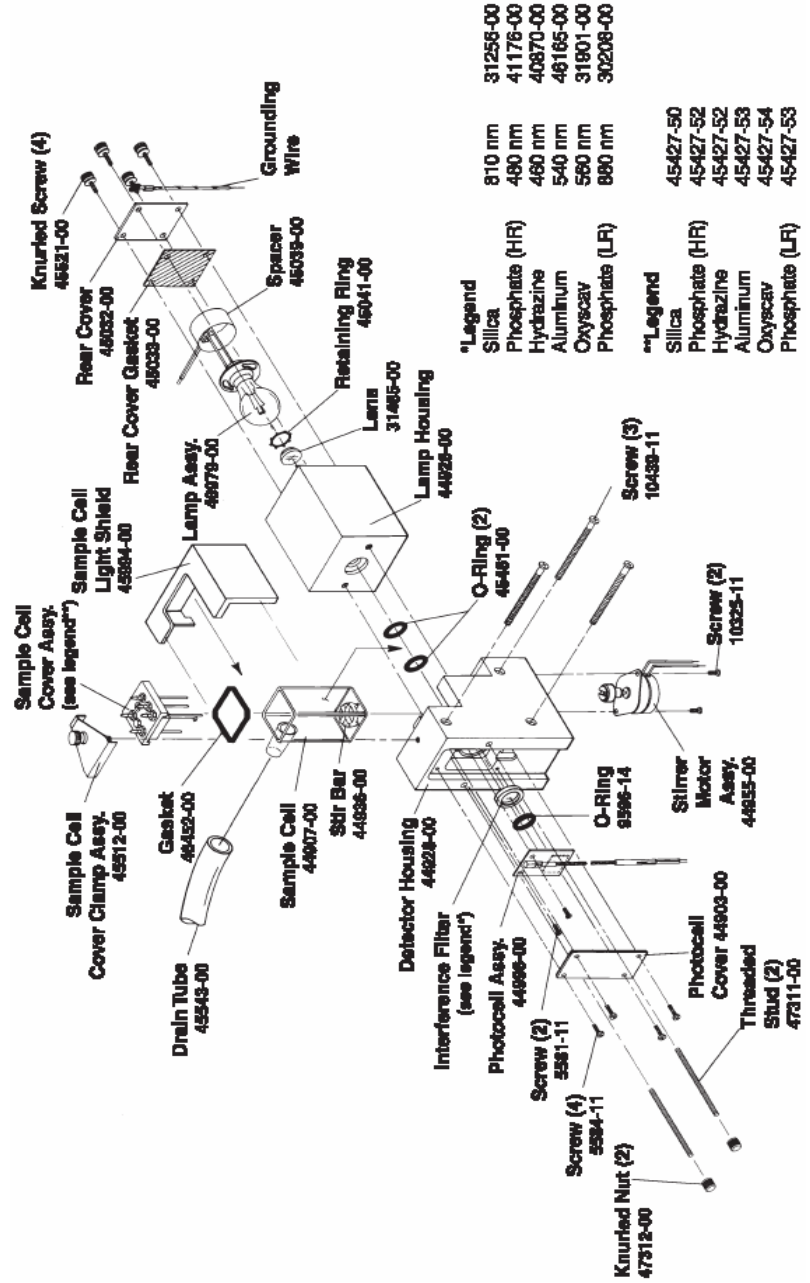 Knurled Screw (4)
45521-00
Rear Cover
45032-00
Rear Cover Gasket
45033-00
Grounding
Wire
Spacer
45039-00
Retaining Ring
45041-00
Lens
31465-00
Lamp Assy.
46979-00
Lamp Housing
44926-00
Sample Cell
Light Shield
45994-00
Sample Cell
Cover Assy.
(see legend**)
Sample Cell
Cover Clamp Assy.
45512-00
Gasket
46452-00
Drain Tube
45543-00
Sample Cell
44907-00
Stir Bar
44936-00
O-Ring (2)
45461-00
Screw (3)
10439-11
Screw (2)
10325-11
Stirrer
Motor
Assy.
44955-00
Detector Housing
44928-00
Interference Filter
(see legend*)
O-Ring
9596-14
Photocell Assy.
44996-00
Photocell
Cover 44903-00
Screw (2)
5581-11
Screw (4)
5584-11
Threaded
Stud (2)
47311-00
Knurled Nut (2)
47312-00
*Legend
Silica 810 nm 31256-00
Phosphate (HR) 480 nm 41176-00
Hydrazine 460 nm 40870-00
Aluminum 540 nm 46165-00
Oxyscav 560 nm 31901-00
Phosphate (LR) 880 nm 30208-00
**Legend
Silica 45427-50
Phosphate (HR) 45427-52
Hydrazine 45427-52
Aluminum 45427-53
Oxyscav 45427-54
Phosphate (LR) 45427-53